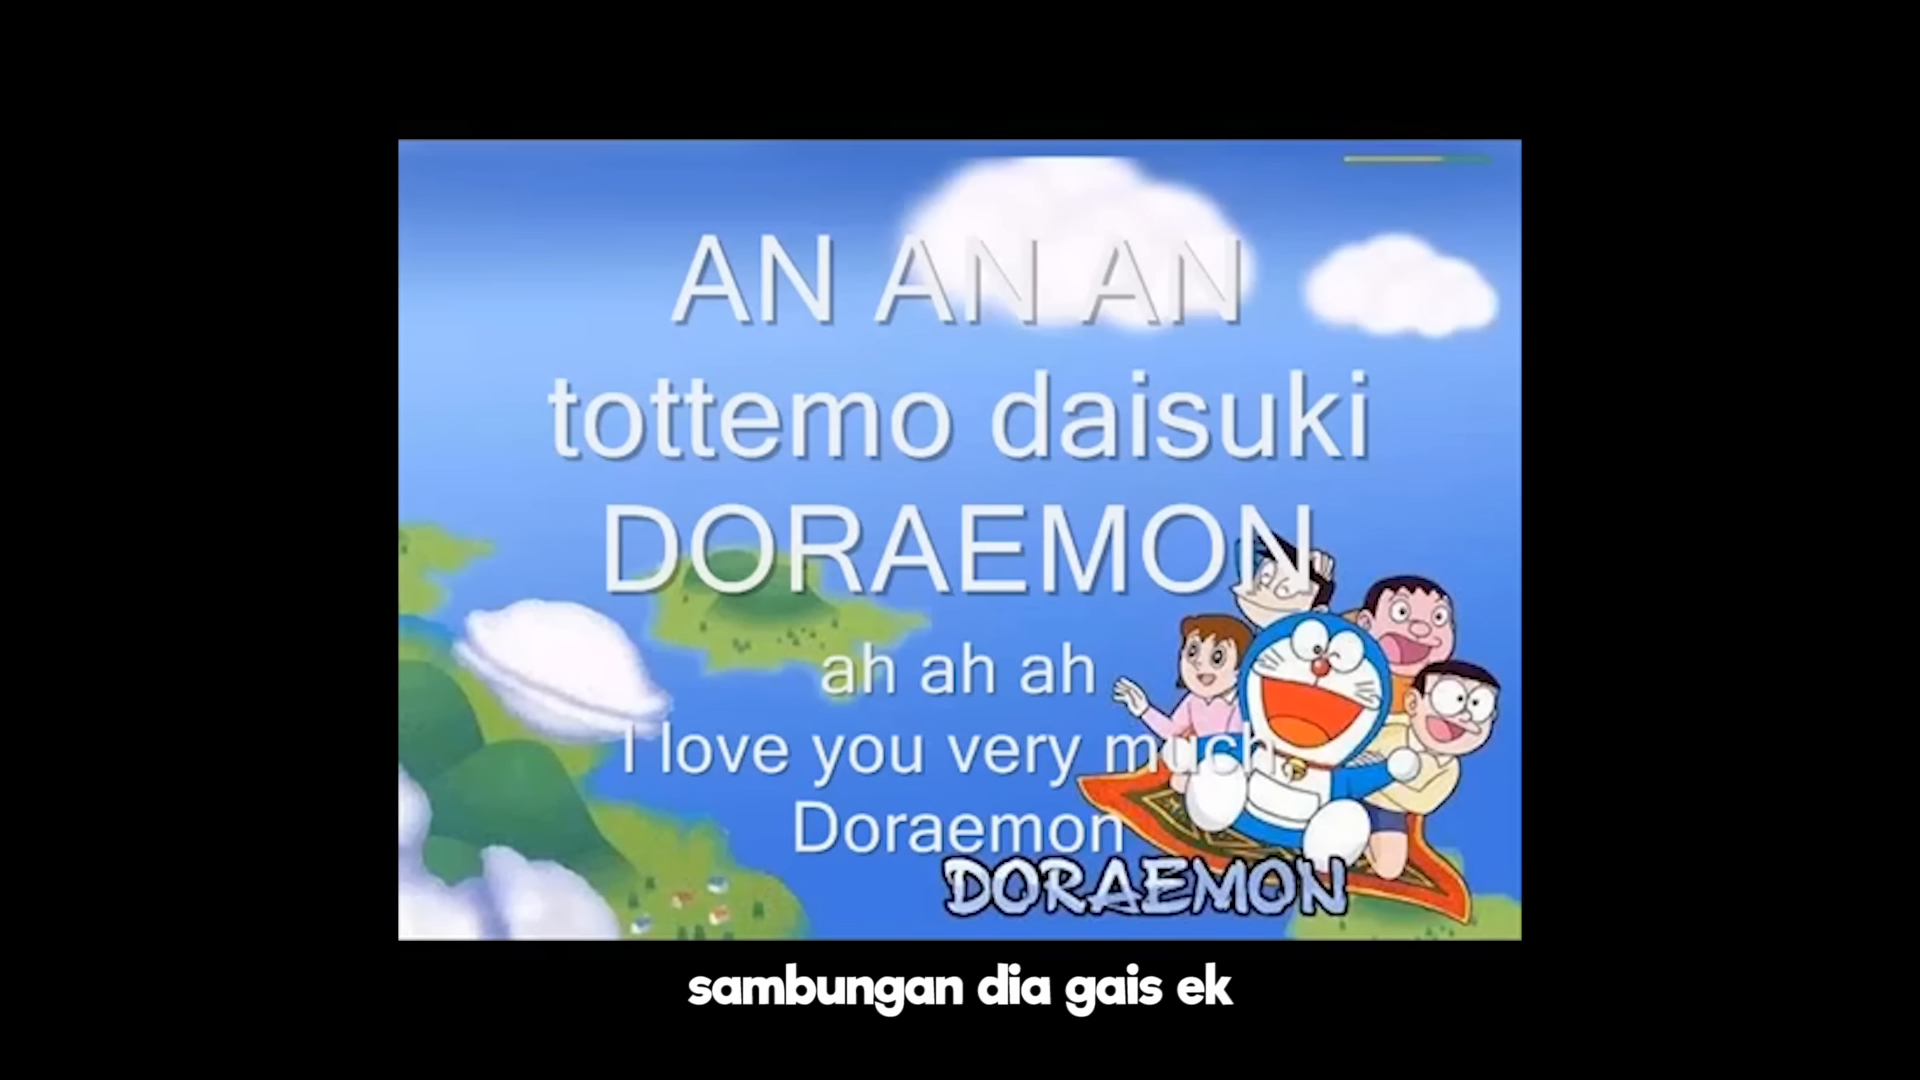 AN AN AN
tottemo daisuki
DORAEMON
ah ah ah
I love you very much
Doraemon
DORAEMON
sambungan dia gais ek